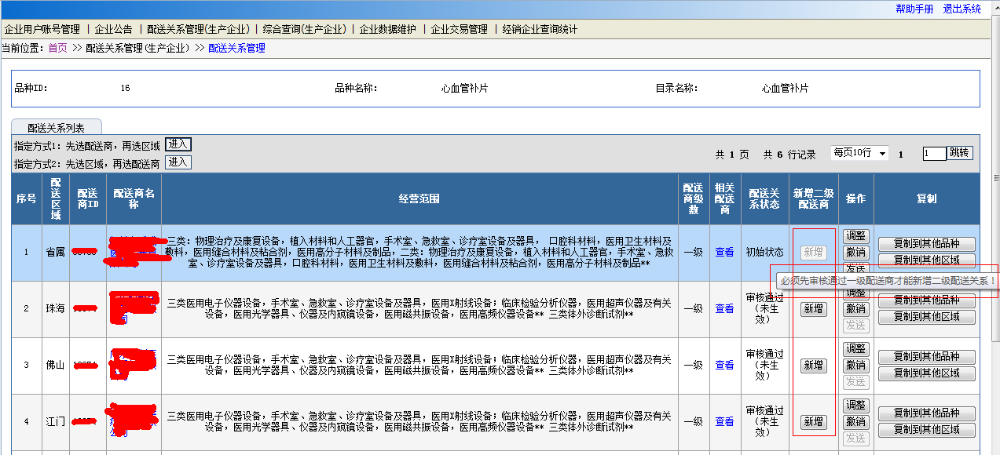 帮助手册 退出系统
企业用户账号管理 | 企业公告 | 配送关系管理(生产企业) | 综合查询(生产企业) | 企业数据维护 | 企业交易管理 | 经销企业查询统计
当前位置: 首页 >> 配送关系管理(生产企业) >> 配送关系管理
品种ID: 16 品种名称: 心血管补片 目录名称: 心血管补片
配送关系列表
指定方式1: 先选配送商, 再选区域 进入
指定方式2: 先选区域, 再选配送商 进入
共 1 页 共 6 行记录 每页10行 1 1 跳转
序号 配送区域 配送商ID 配送商名称 经营范围 配送商级数 相关配送商 配送关系状态 新增二级配送商 操作 复制
1 省属 三类: 物理治疗及康复设备, 植入材料和人工器官, 手术室、急救室、诊疗室设备及器具, 口腔科材料, 医用卫生材料及
敷料, 医用缝合材料及粘合剂, 医用高分子材料及制品, 二类: 物理治疗及康复设备, 植入材料和人工器官, 手术室、急救
室、诊疗室设备及器具, 口腔科材料, 医用卫生材料及敷料, 医用缝合材料及粘合剂, 医用高分子材料及制品**
一级 查看 初始状态 新增 调整 撤销 发送 复制到其他品种 复制到其他区域
必须先审核通过一级配送商才能新增二级配送关系!
2 珠海 三类医用电子仪器设备, 手术室、急救室、诊疗室设备及器具, 医用X射线设备; 临床检验分析仪器, 医用超声仪器及有关
设备, 医用光学器具、仪器及内窥镜设备, 医用磁共振设备, 医用高频仪器设备** 三类体外诊断试剂**
一级 查看 审核通过(未生效) 新增 调整 撤销 发送 复制到其他品种 复制到其他区域
3 佛山 三类医用电子仪器设备, 手术室、急救室、诊疗室设备及器具, 医用X射线设备; 临床检验分析仪器, 医用超声仪器及有关
设备, 医用光学器具、仪器及内窥镜设备, 医用磁共振设备, 医用高频仪器设备** 三类体外诊断试剂**
一级 查看 审核通过(未生效) 新增 调整 撤销 发送 复制到其他品种 复制到其他区域
4 江门 三类医用电子仪器设备, 手术室、急救室、诊疗室设备及器具, 医用X射线设备; 临床检验分析仪器, 医用超声仪器及有关
设备, 医用光学器具、仪器及内窥镜设备, 医用磁共振设备, 医用高频仪器设备** 三类体外诊断试剂**
一级 查看 审核通过(未生效) 新增 调整 撤销 发送 复制到其他品种 复制到其他区域